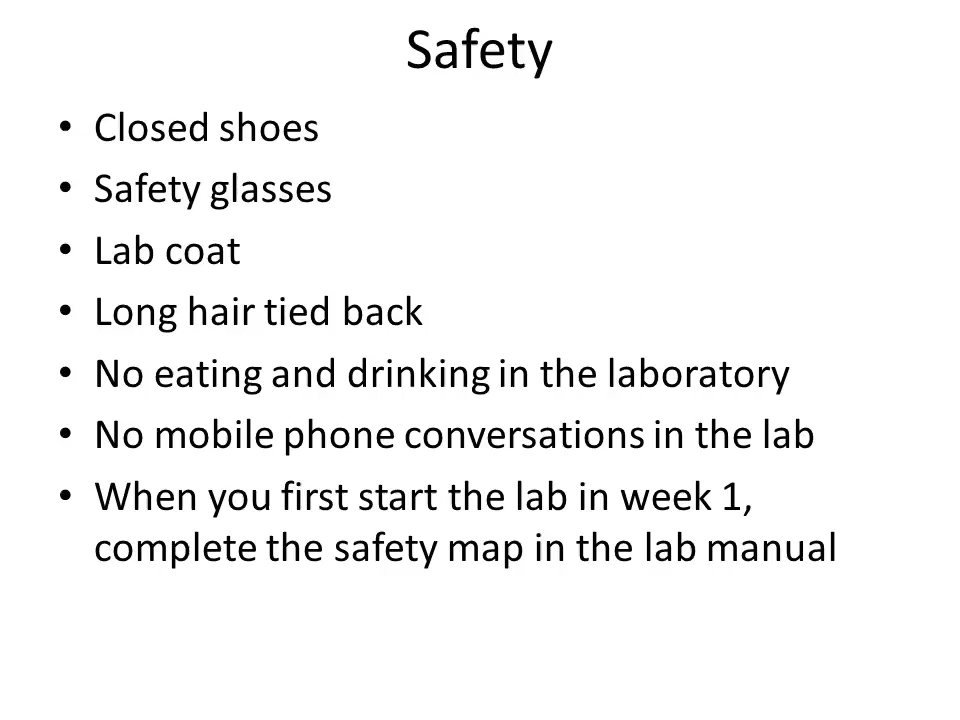 Safety
• Closed shoes
• Safety glasses
• Lab coat
• Long hair tied back
• No eating and drinking in the laboratory
• No mobile phone conversations in the lab
• When you first start the lab in week 1,
complete the safety map in the lab manual